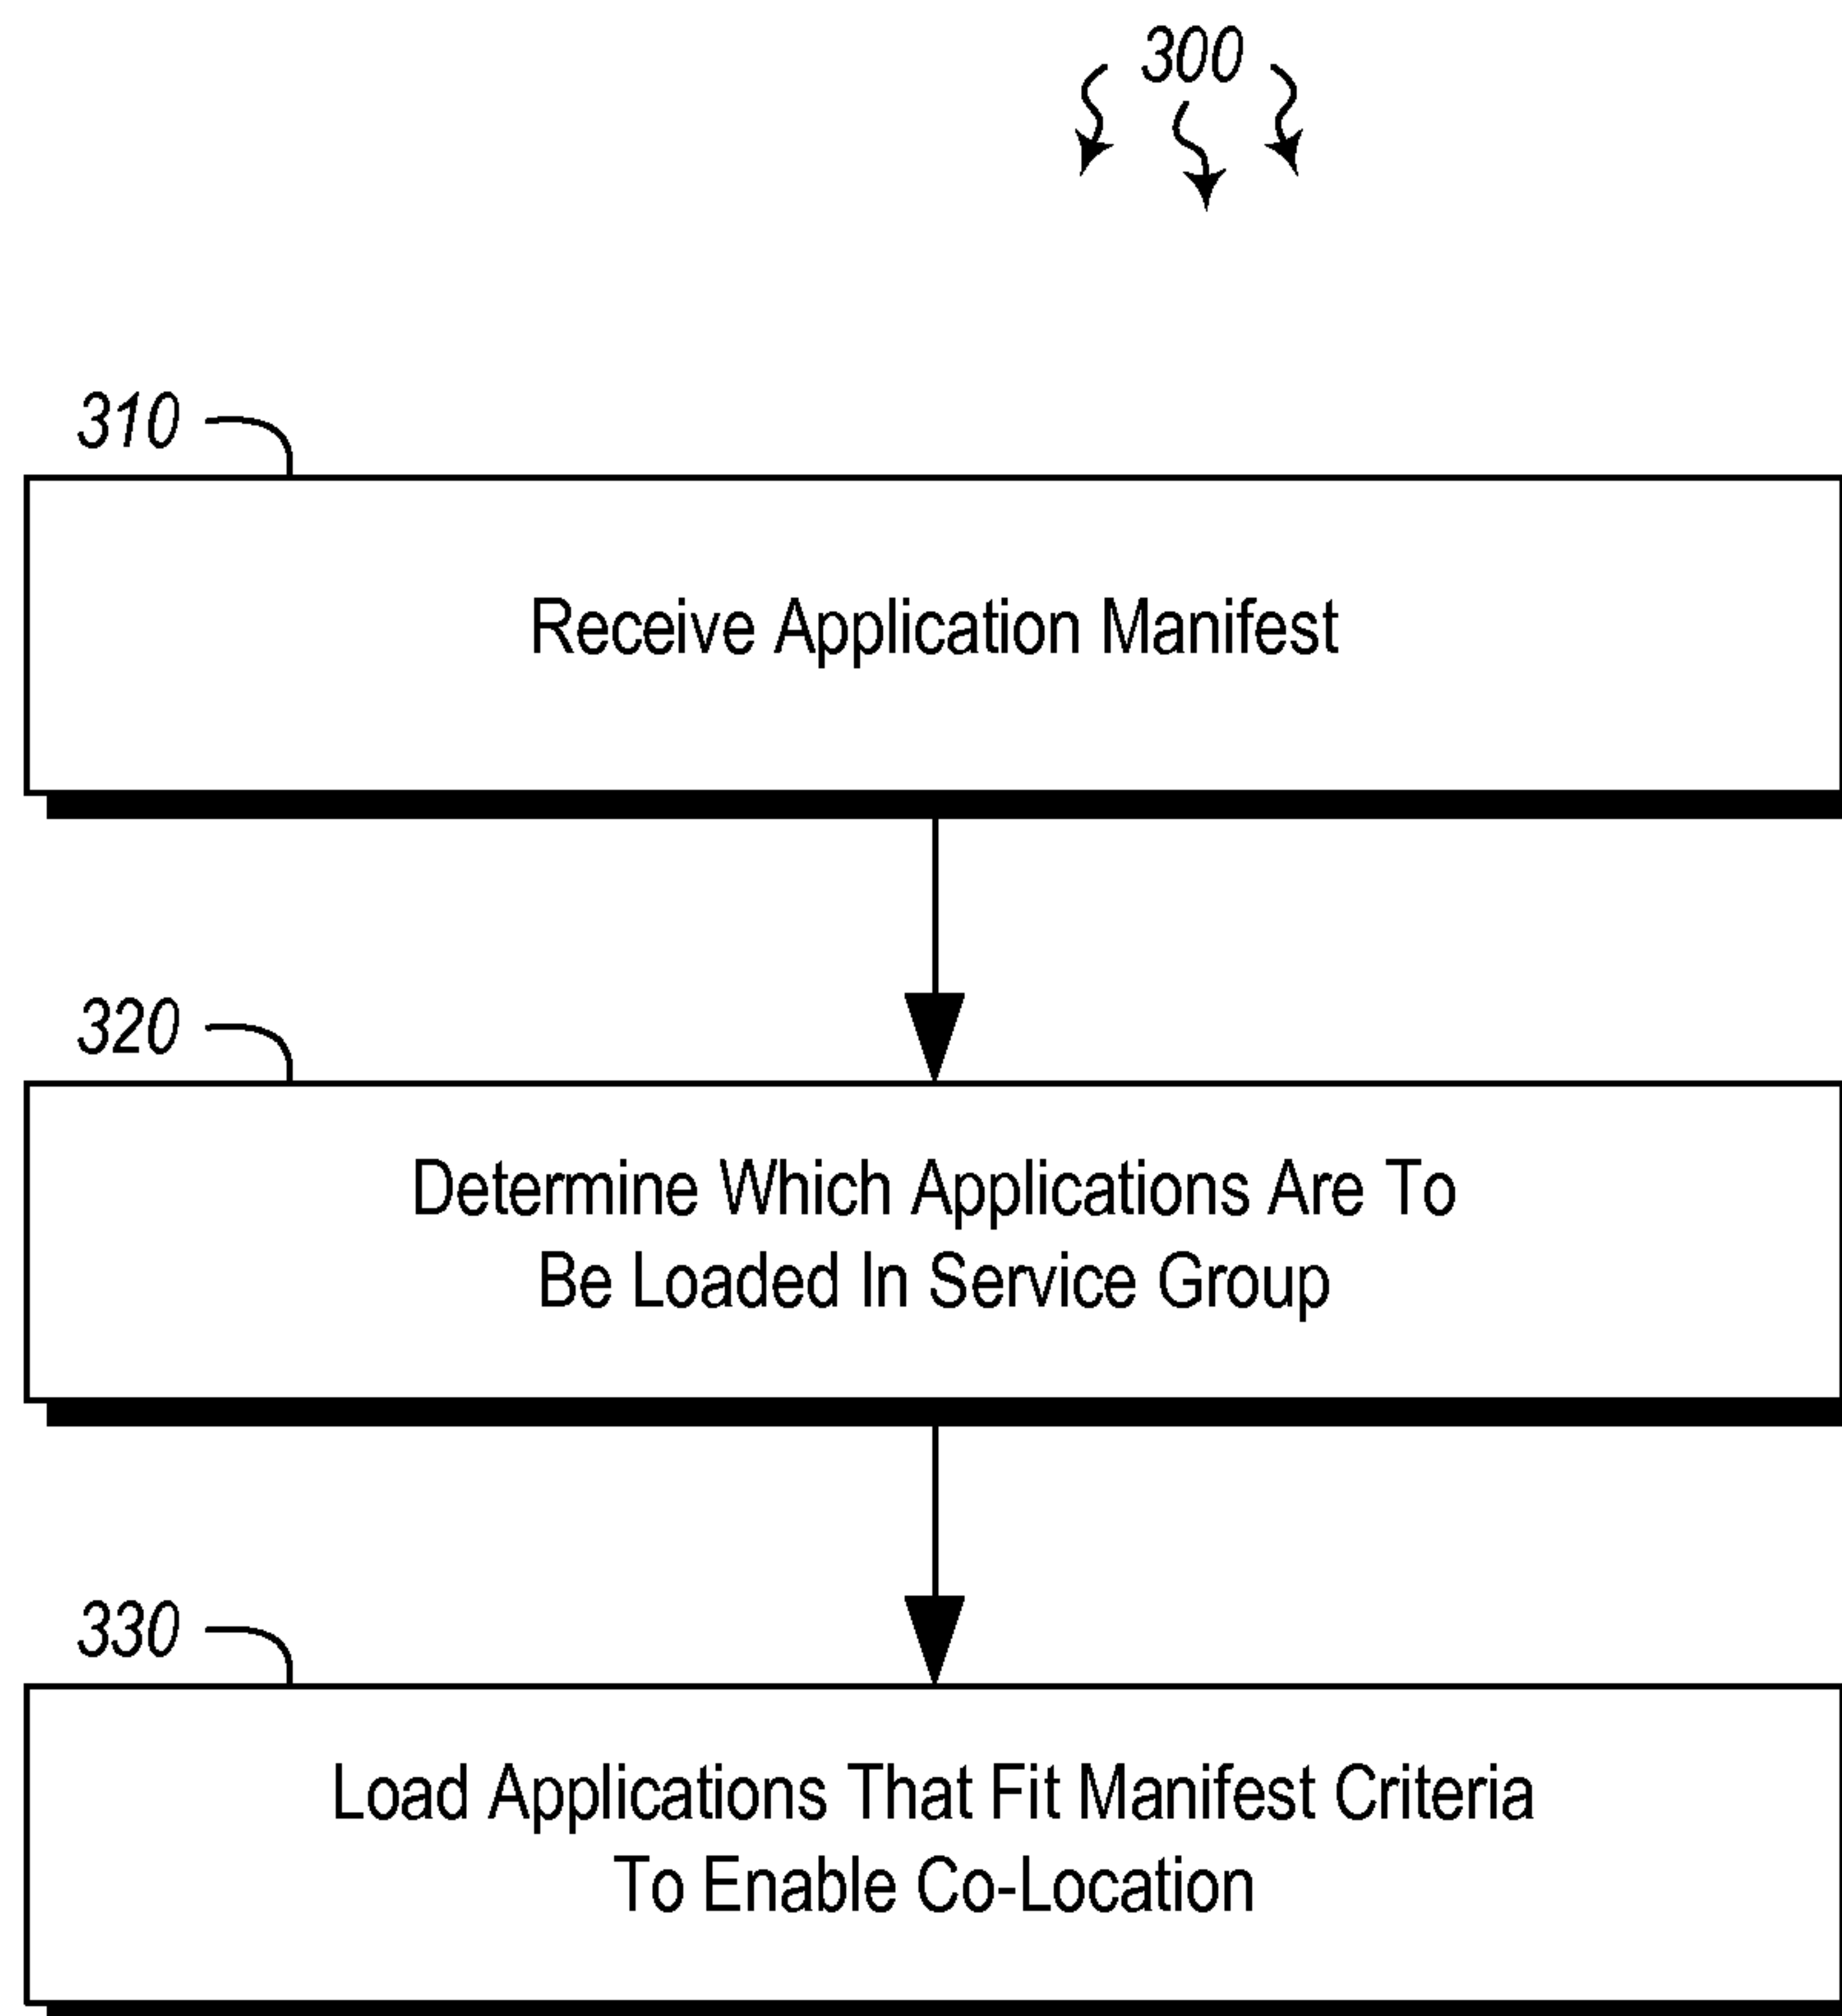 300
310
Receive Application Manifest
320
Determine Which Applications Are To
Be Loaded In Service Group
330
Load Applications That Fit Manifest Criteria
To Enable Co-Location